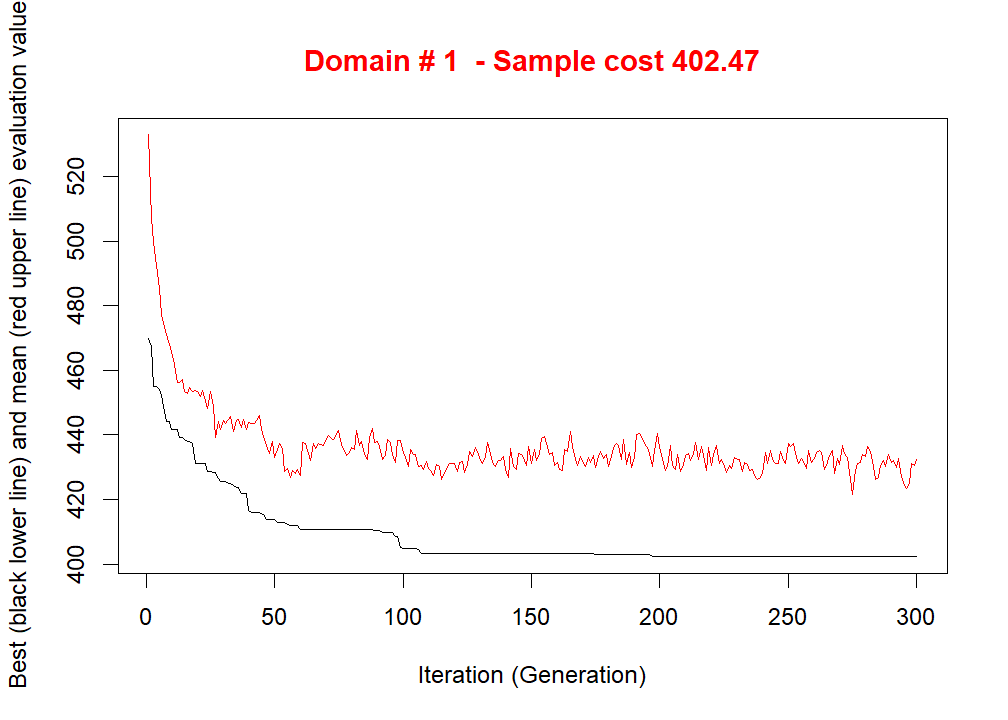 Domain # 1  - Sample cost 402.47
Best (black lower line) and mean (red upper line) evaluation value
520
500
480
460
440
420
400
0 50 100 150 200 250 300
Iteration (Generation)